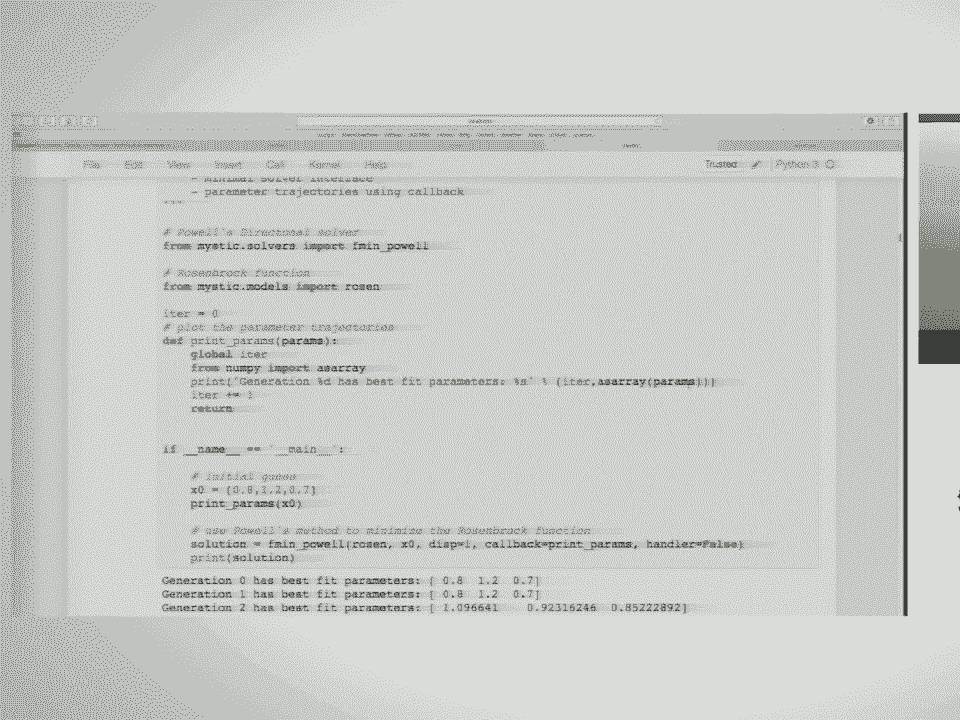 File Edit View Insert Cell Kernel Help Trusted Python 3
- minimal solver interface
- parameter trajectories using callback
"""
# Powell's Directonal solver
from mystic.solvers import fmin_powell
# Rosenbrock function
from mystic.models import rosen
iter = 0
# plot the parameter trajectories
def print_params(params):
global iter
from numpy import asarray
print("Generation %d has best fit parameters: %s" % (iter,asarray(params)))
iter += 1
return
if __name__ == '__main__':
# initial guess
x0 = [0.8,1.2,0.7]
print_params(x0)
# use Powell's method to minimize the Rosenbrock function
solution = fmin_powell(rosen, x0, disp=1, callback=print_params, handler=False)
print(solution)
Generation 0 has best fit parameters: [ 0.8 1.2 0.7]
Generation 1 has best fit parameters: [ 0.8 1.2 0.7]
Generation 2 has best fit parameters: [ 1.096641 0.92316246 0.85222892]